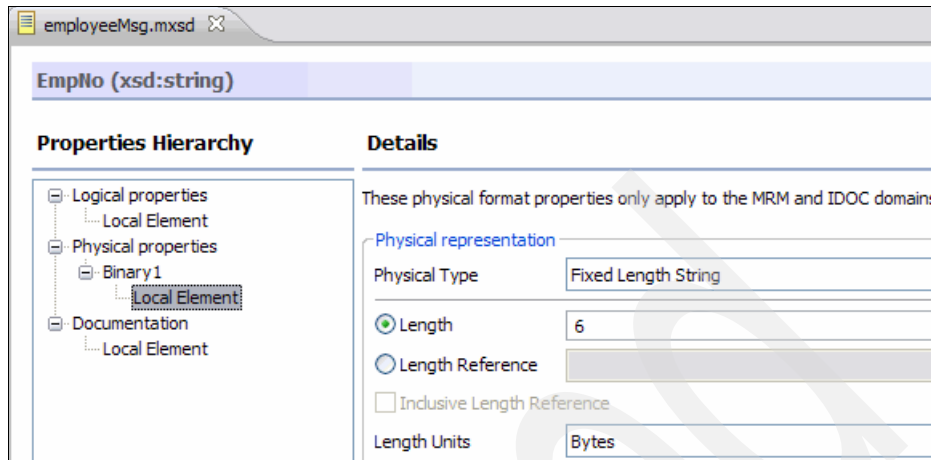 employeeMsg.mxsd
EmpNo (xsd:string)
Properties Hierarchy
Logical properties
Local Element
Physical properties
Binary1
Local Element
Documentation
Local Element
Details
These physical format properties only apply to the MRM and IDOC domains
Physical representation
Physical Type Fixed Length String
Length 6
Length Reference
Inclusive Length Reference
Length Units Bytes